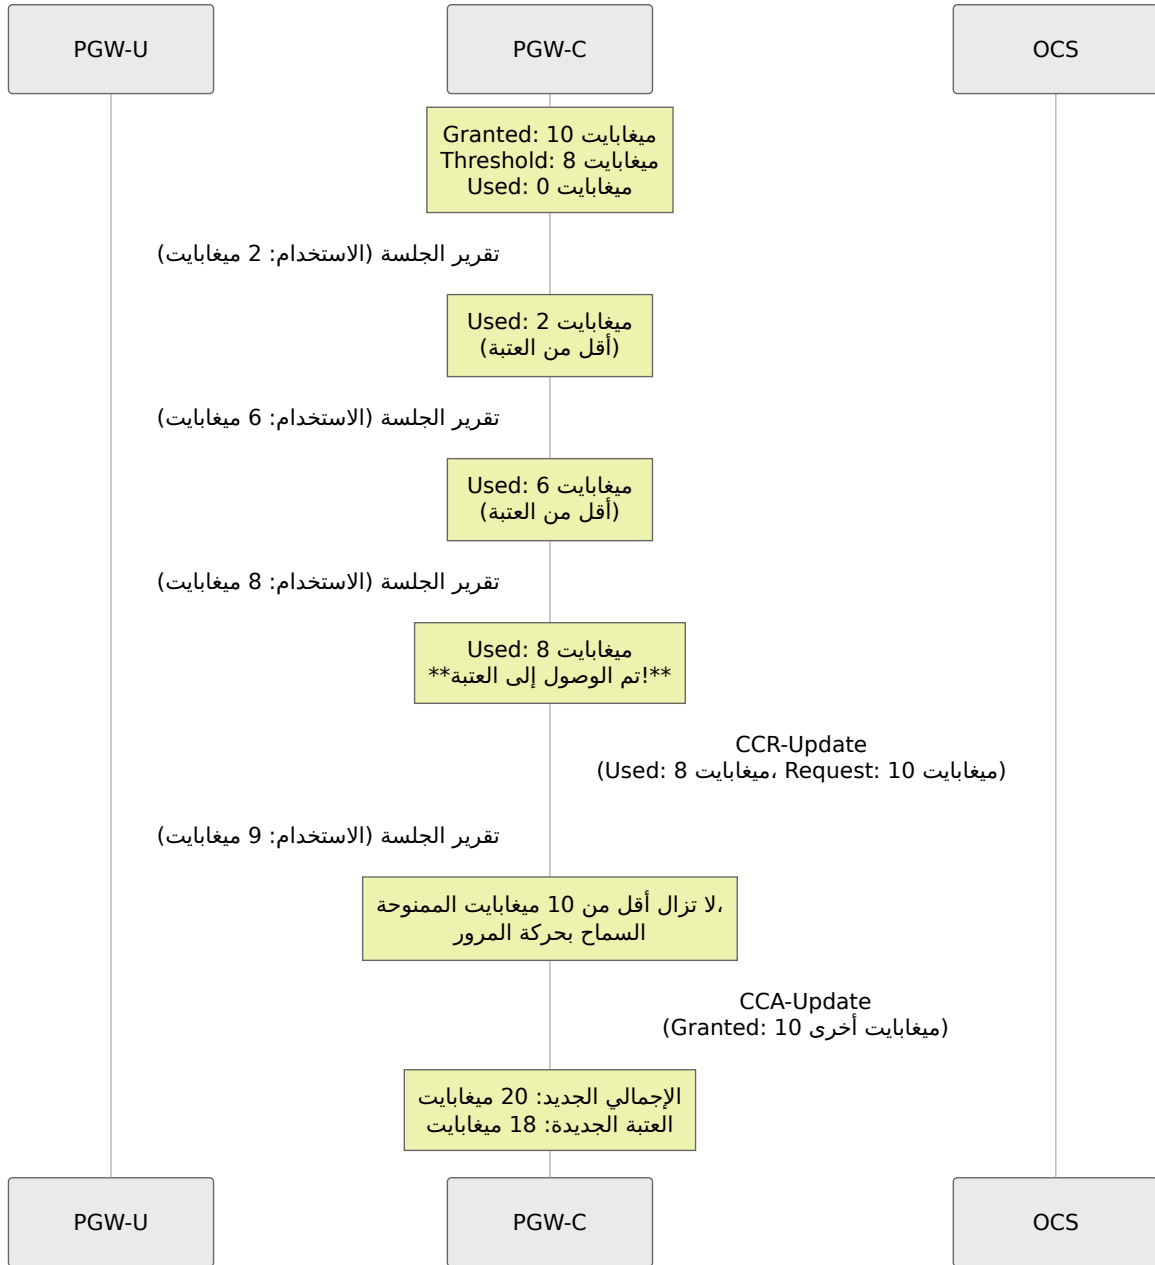 PGW-U
PGW-C
OCS
Granted: 10 ميغابايت
Threshold: 8 ميغابايت
Used: 0 ميغابايت
تقرير الجلسة (الاستخدام: 2 ميغابايت)
Used: 2 ميغابايت
(أقل من العتبة)
تقرير الجلسة (الاستخدام: 6 ميغابايت)
Used: 6 ميغابايت
(أقل من العتبة)
تقرير الجلسة (الاستخدام: 8 ميغابايت)
Used: 8 ميغابايت
**تم الوصول إلى العتبة!**
CCR-Update
(Used: 8 ميغابايت، Request: 10 ميغابايت)
تقرير الجلسة (الاستخدام: 9 ميغابايت)
لا تزال أقل من 10 ميغابايت الممنوحة،
السماح بحركة المرور
CCA-Update
(Granted: 10 ميغابايت أخرى)
الإجمالي الجديد: 20 ميغابايت
العتبة الجديدة: 18 ميغابايت
PGW-U
PGW-C
OCS